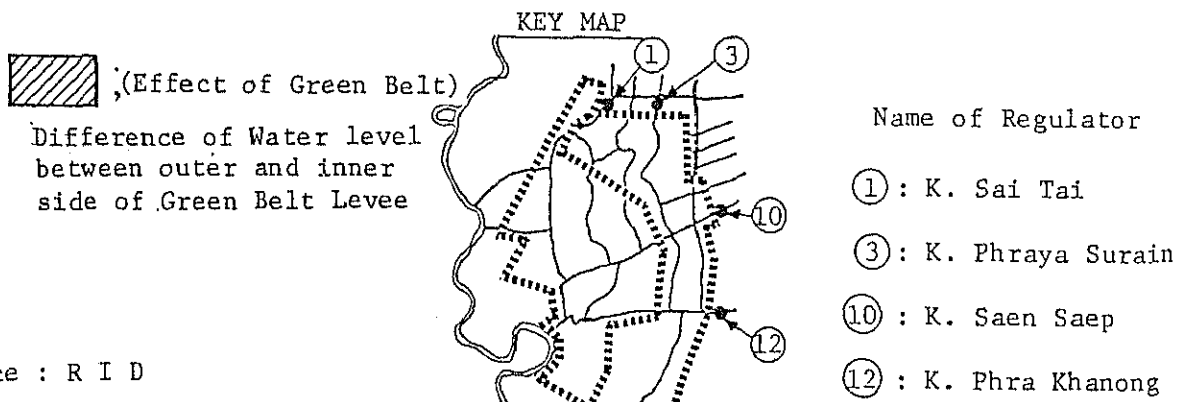 KEY MAP
;(Effect of Green Belt)
Difference of Water level
between outer and inner
side of Green Belt Levee
1
3
10
12
Name of Regulator
1 : K. Sai Tai
3 : K. Phraya Surain
10 : K. Saen Saep
12 : K. Phra Khanong
: R I D